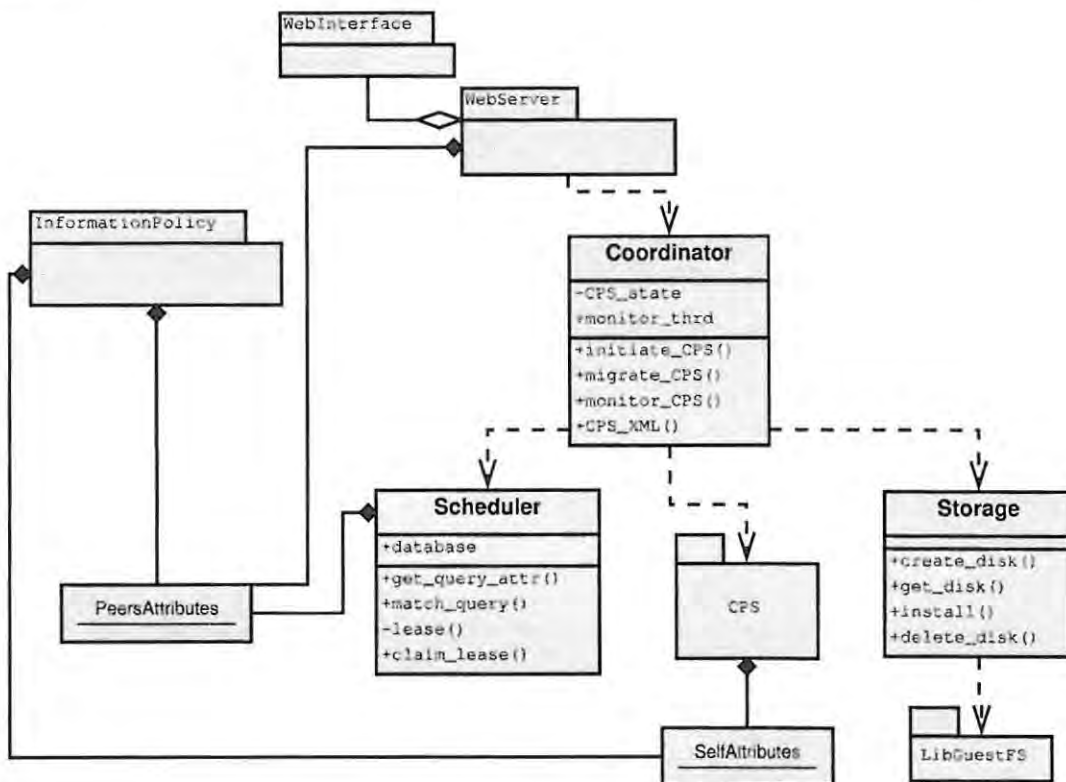 WebInterface
WebServer
InformationPolicy
Coordinator
-CPS_state
+monitor_thrd
+initiate_CPS()
+migrate_CPS()
+monitor_CPS()
+CPS_XML()
Scheduler
+database
+get_query_attr()
+match_query()
-lease()
+claim_lease()
Storage
+create_disk()
+get_disk()
+install()
+delete_disk()
CPS
PeersAttributes
SelfAttributes
LibGuestFS